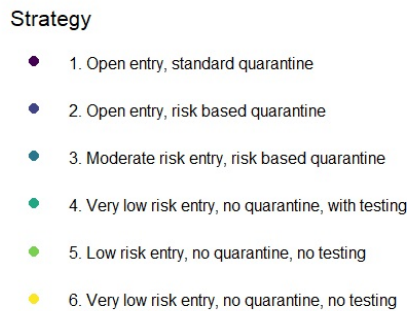 Strategy
1. Open entry, standard quarantine
2. Open entry, risk based quarantine
3. Moderate risk entry, risk based quarantine
4. Very low risk entry, no quarantine, with testing
5. Low risk entry, no quarantine, no testing
6. Very low risk entry, no quarantine, no testing